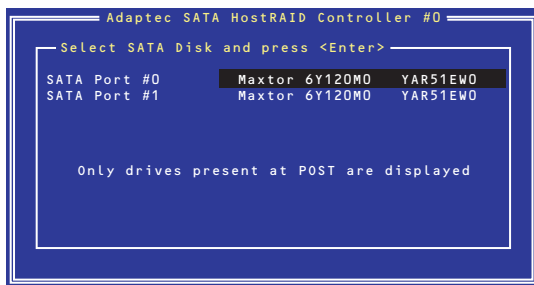 Adaptec SATA HostRAID Controller #0
Select SATA Disk and press <Enter>
SATA Port #0 Maxtor 6Y120M0 YAR51EW0
SATA Port #1 Maxtor 6Y120M0 YAR51EW0
Only drives present at POST are displayed